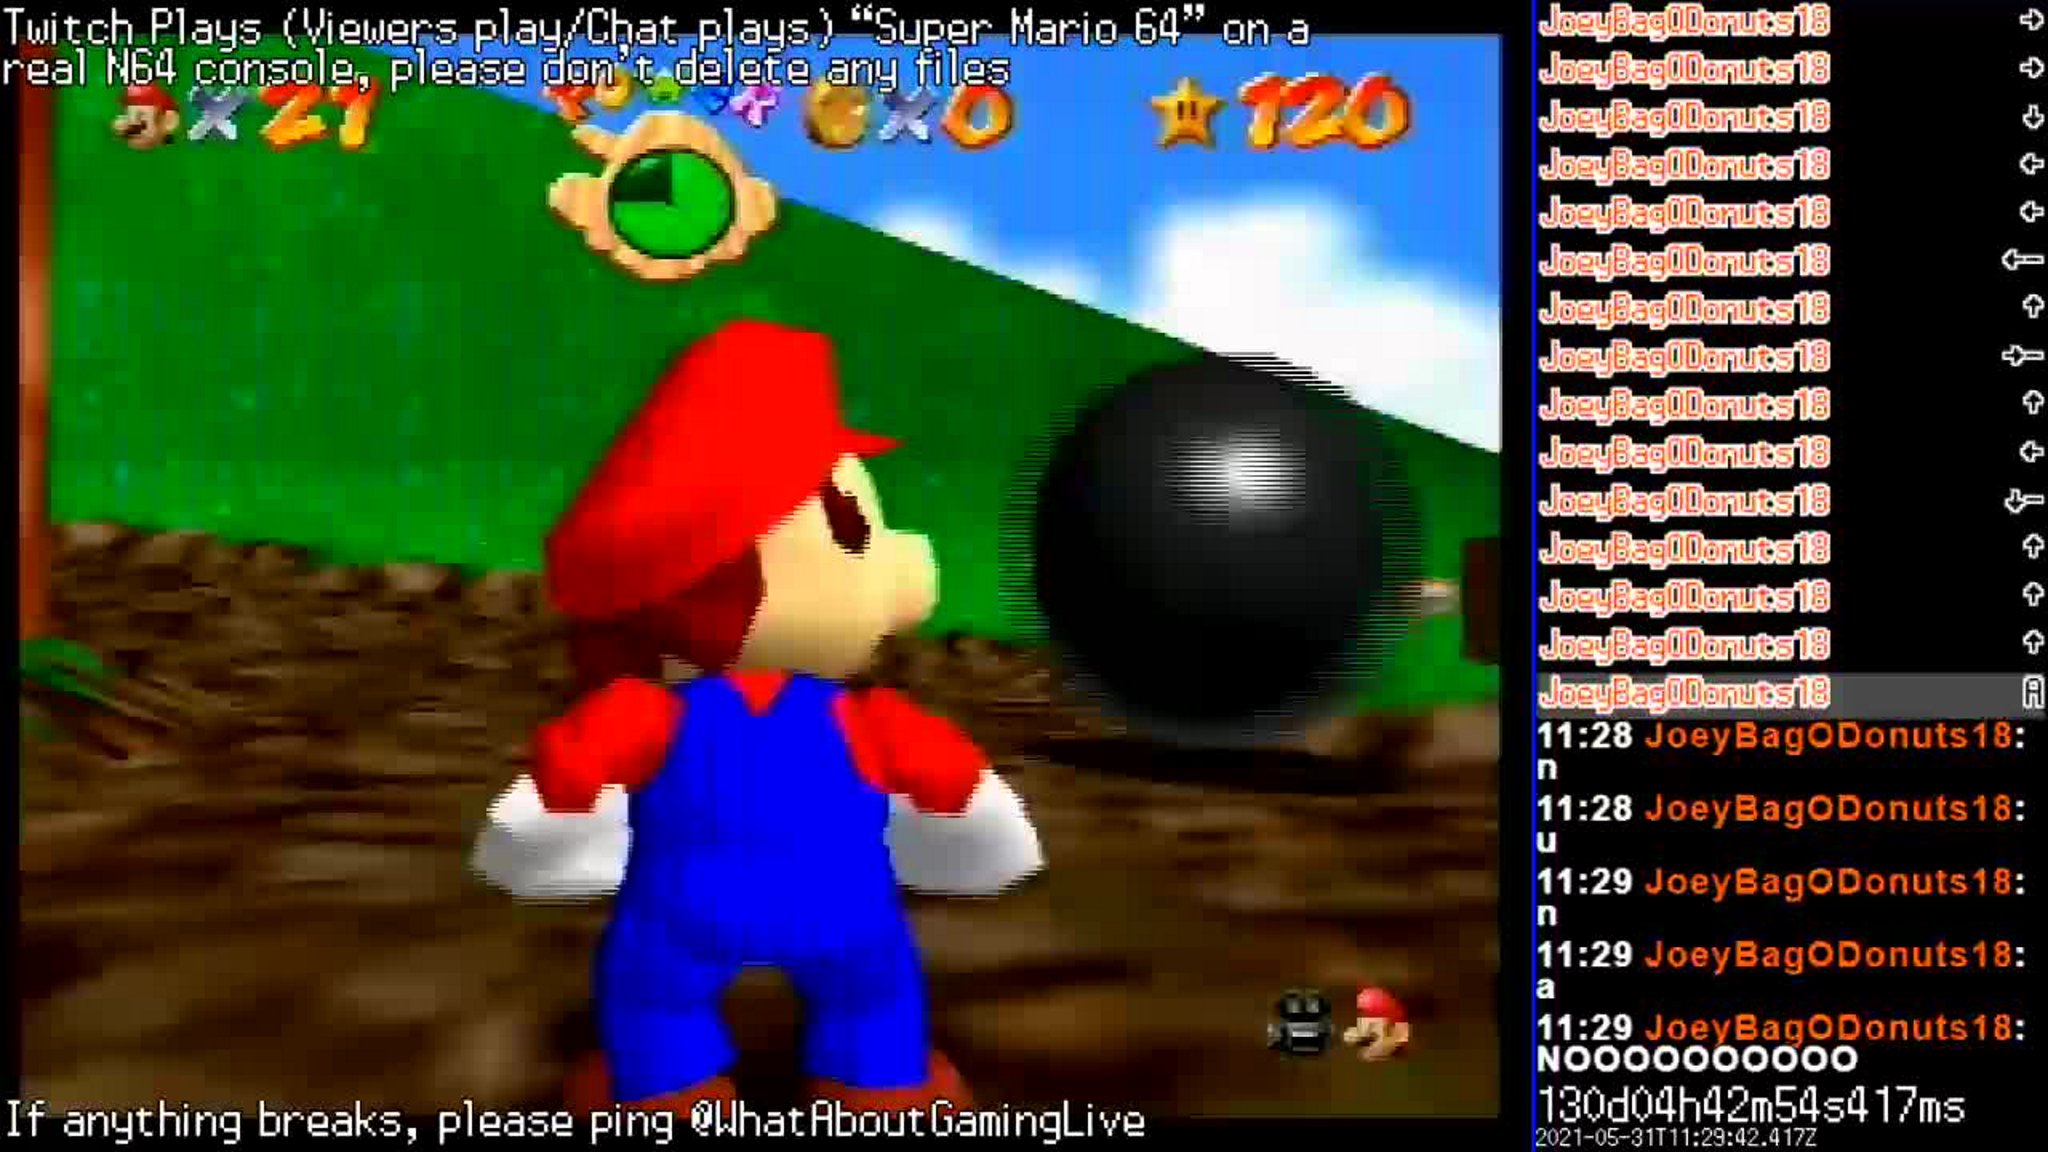 Twitch Plays (Viewers play/Chat plays) “Super Mario 64” on a
real N64 console, please don't delete any files
x 21
x 0
120
JoeyBagODonuts18 →
JoeyBagODonuts18 →
JoeyBagODonuts18 ↓
JoeyBagODonuts18 ←
JoeyBagODonuts18 ←
JoeyBagODonuts18 ←
JoeyBagODonuts18 ↑
JoeyBagODonuts18 →
JoeyBagODonuts18 ↑
JoeyBagODonuts18 ←
JoeyBagODonuts18
JoeyBagODonuts18 ↑
JoeyBagODonuts18 ↑
JoeyBagODonuts18 ↑
JoeyBagODonuts18 A
11:28 JoeyBagODonuts18:
n
11:28 JoeyBagODonuts18:
u
11:29 JoeyBagODonuts18:
n
11:29 JoeyBagODonuts18:
a
11:29 JoeyBagODonuts18:
NOOOOOOOOOOO
130d04h42m54s417ms
2021-05-31T11:29:42.417Z
If anything breaks, please ping @WhatAboutGamingLive